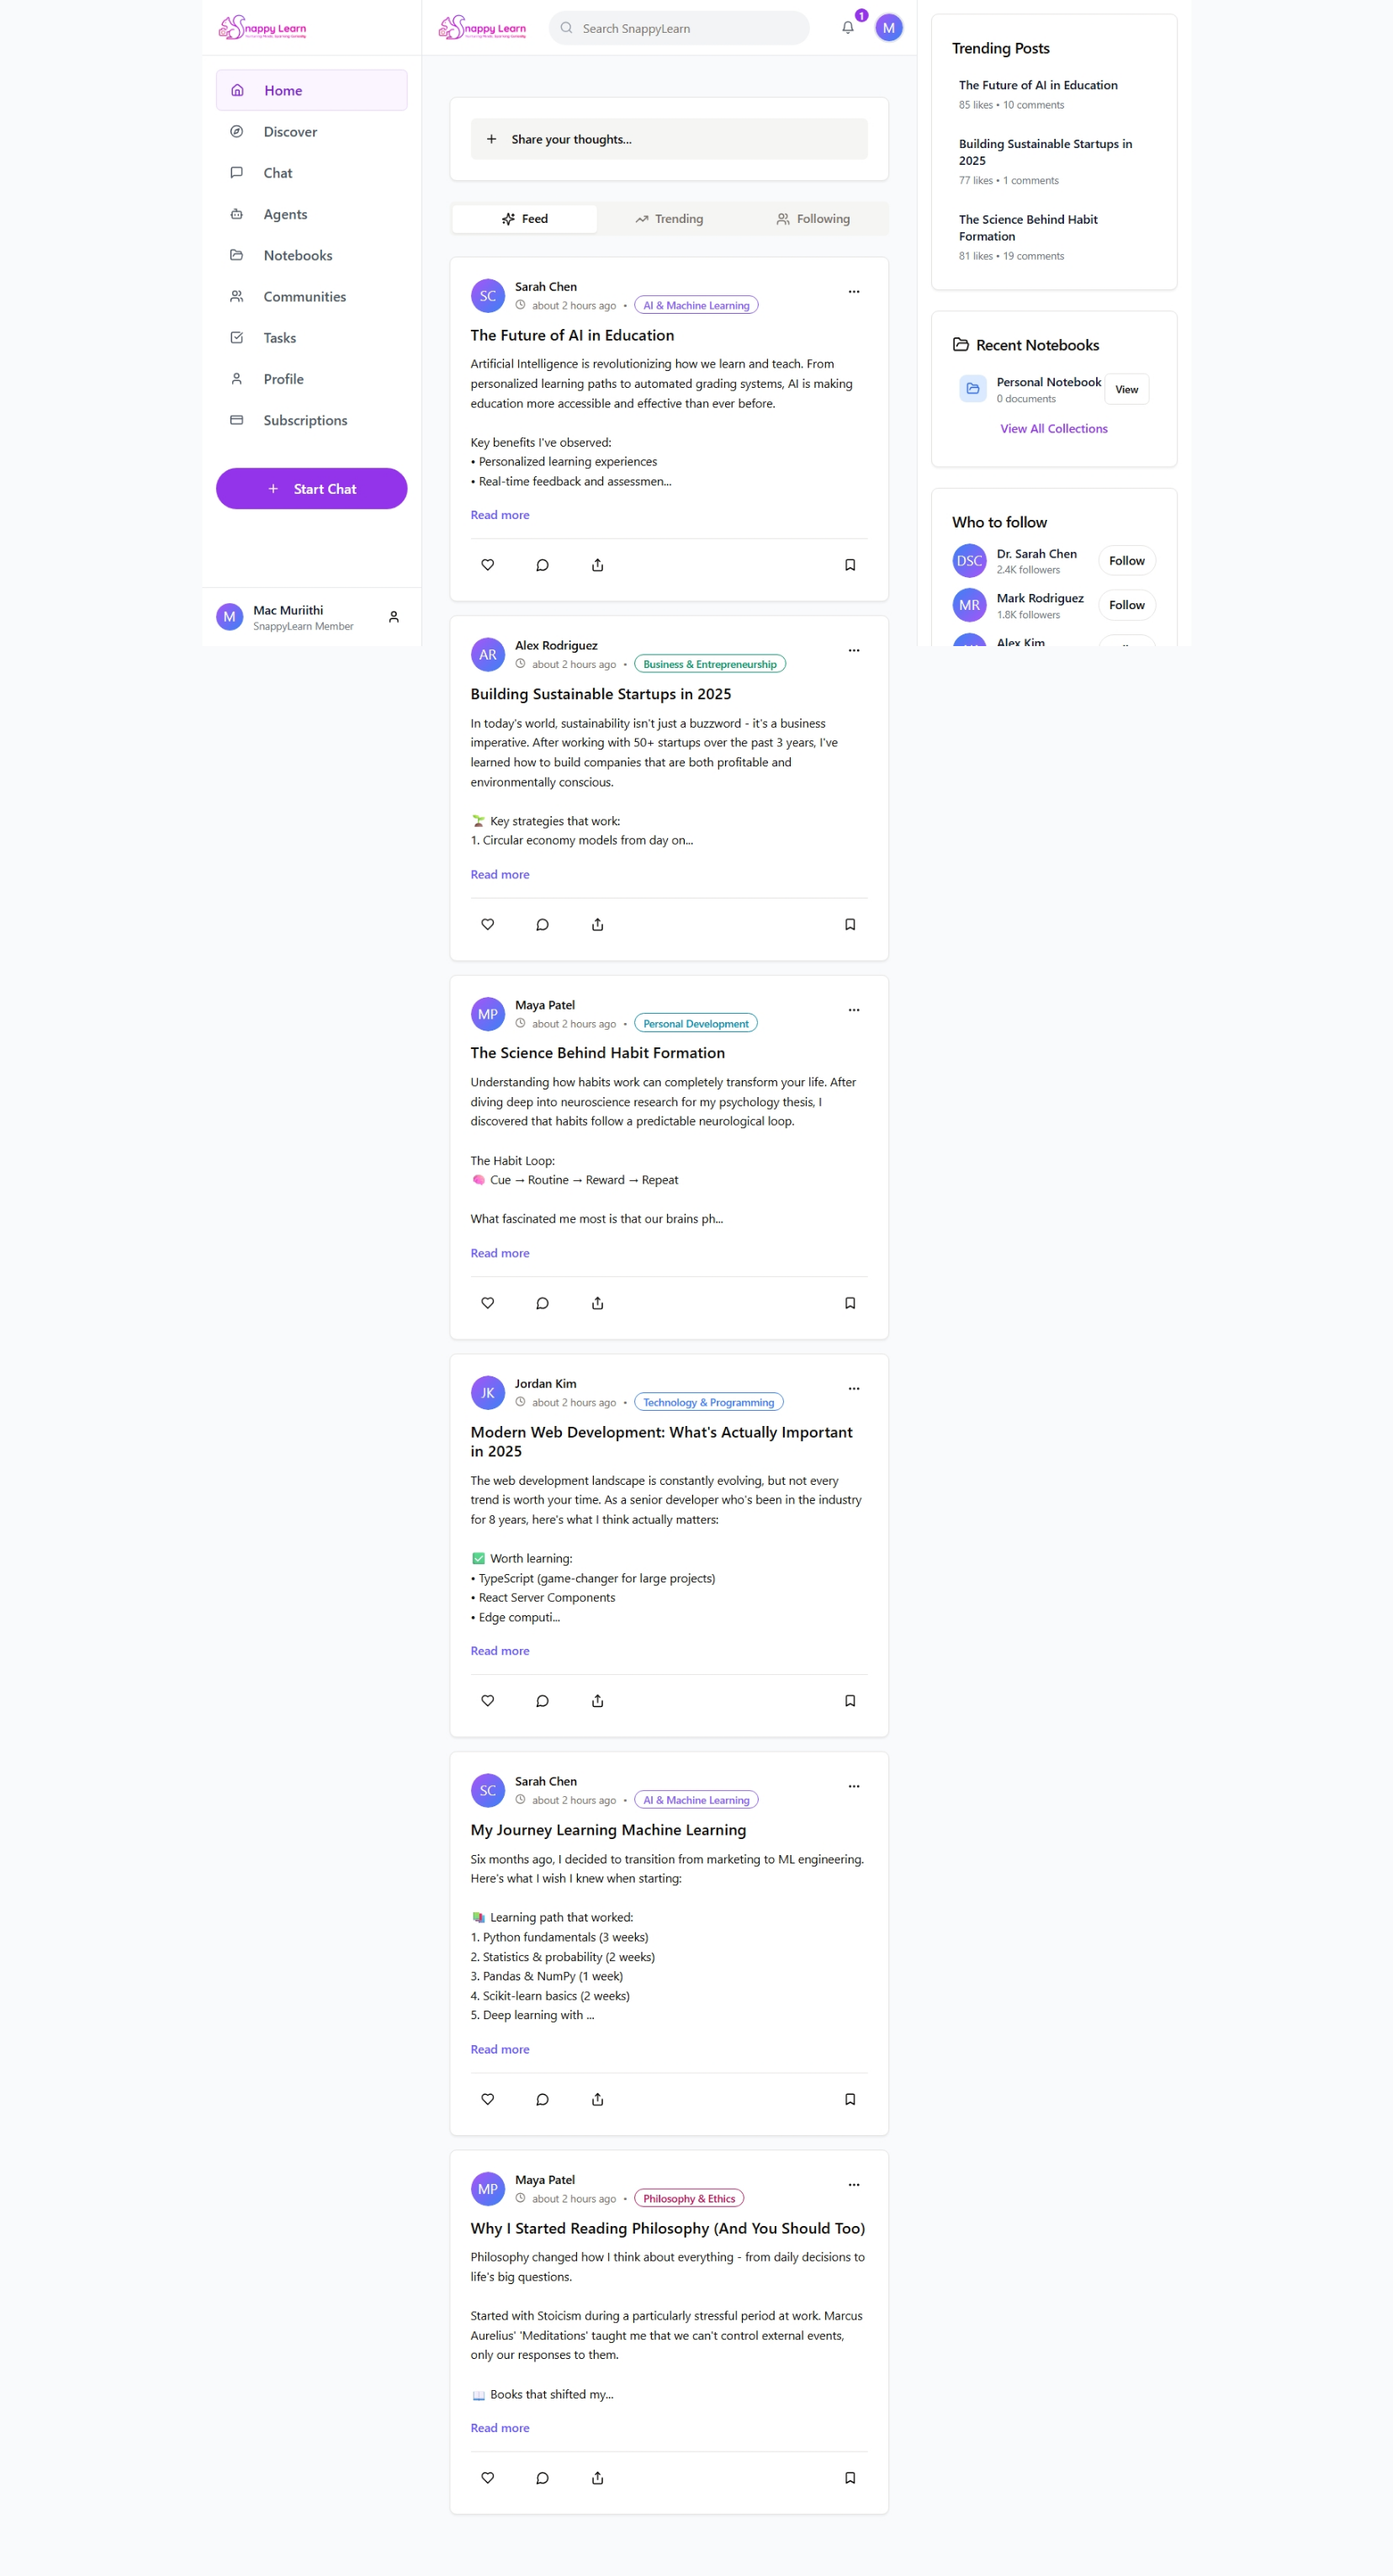 nappy Learn
Home
Discover
Chat
Agents
Notebooks
Communities
Tasks
Profile
Subscriptions
+ Start Chat
M
Mac Muriithi
SnappyLearn Member
nappy Learn
Search SnappyLearn
1
M
+ Share your thoughts...
Feed
Trending
Following
SC
Sarah Chen
about 2 hours ago • AI & Machine Learning
The Future of AI in Education
Artificial Intelligence is revolutionizing how we learn and teach. From
personalized learning paths to automated grading systems, AI is making
education more accessible and effective than ever before.
Key benefits I've observed:
• Personalized learning experiences
• Real-time feedback and assessmen...
Read more
AR
Alex Rodriguez
about 2 hours ago • Business & Entrepreneurship
Building Sustainable Startups in 2025
In today's world, sustainability isn't just a buzzword - it's a business
imperative. After working with 50+ startups over the past 3 years, I've
learned how to build companies that are both profitable and
environmentally conscious.
🌱 Key strategies that work:
1. Circular economy models from day on...
Read more
MP
Maya Patel
about 2 hours ago • Personal Development
The Science Behind Habit Formation
Understanding how habits work can completely transform your life. After
diving deep into neuroscience research for my psychology thesis, I
discovered that habits follow a predictable neurological loop.
The Habit Loop:
🧠 Cue → Routine → Reward → Repeat
What fascinated me most is that our brains ph...
Read more
JK
Jordan Kim
about 2 hours ago • Technology & Programming
Modern Web Development: What's Actually Important
in 2025
The web development landscape is constantly evolving, but not every
trend is worth your time. As a senior developer who's been in the industry
for 8 years, here's what I think actually matters:
✅ Worth learning:
• TypeScript (game-changer for large projects)
• React Server Components
• Edge computi...
Read more
SC
Sarah Chen
about 2 hours ago • AI & Machine Learning
My Journey Learning Machine Learning
Six months ago, I decided to transition from marketing to ML engineering.
Here's what I wish I knew when starting:
📚 Learning path that worked:
1. Python fundamentals (3 weeks)
2. Statistics & probability (2 weeks)
3. Pandas & NumPy (1 week)
4. Scikit-learn basics (2 weeks)
5. Deep learning with ...
Read more
MP
Maya Patel
about 2 hours ago • Philosophy & Ethics
Why I Started Reading Philosophy (And You Should Too)
Philosophy changed how I think about everything - from daily decisions to
life's big questions.
Started with Stoicism during a particularly stressful period at work. Marcus
Aurelius' 'Meditations' taught me that we can't control external events,
only our responses to them.
📖 Books that shifted my...
Read more
Trending Posts
The Future of AI in Education
85 likes • 10 comments
Building Sustainable Startups in
2025
77 likes • 1 comments
The Science Behind Habit
Formation
81 likes • 19 comments
Recent Notebooks
Personal Notebook
0 documents
View
View All Collections
Who to follow
DSC
Dr. Sarah Chen
2.4K followers
Follow
MR
Mark Rodriguez
1.8K followers
Follow
Alex Kim